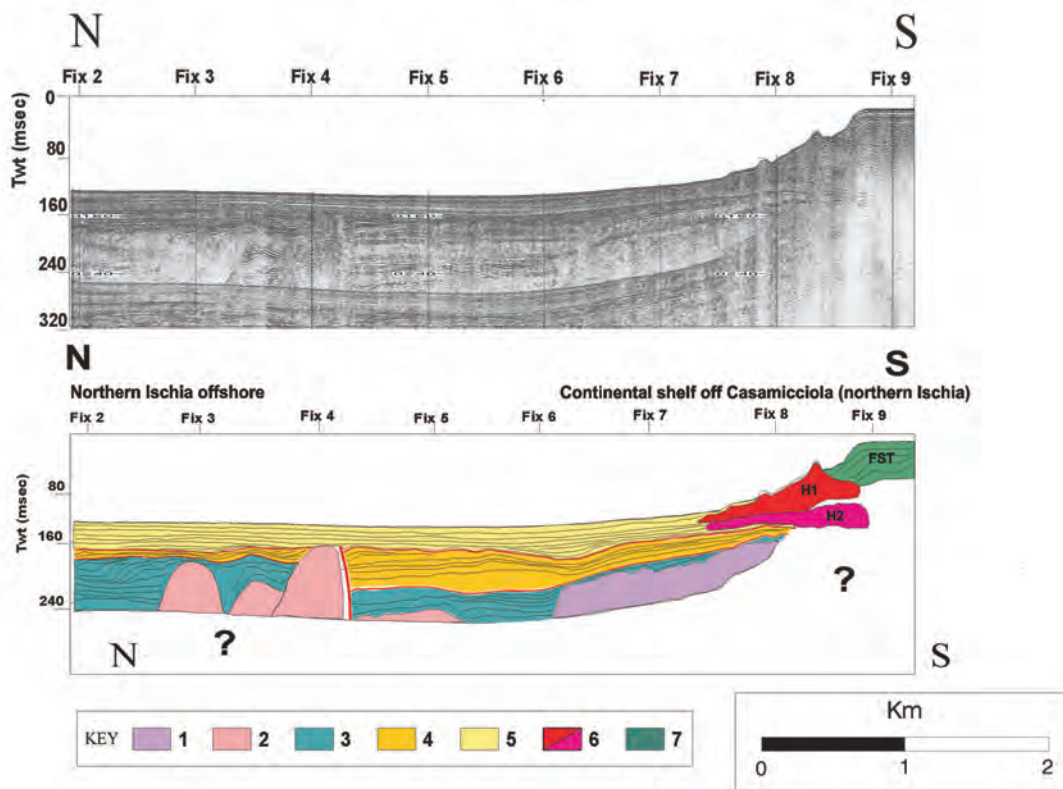 N S
Fix 2 Fix 3 Fix 4 Fix 5 Fix 6 Fix 7 Fix 8 Fix 9
Twt (msec)
0
80
160
240
320
N S
Northern Ischia offshore Continental shelf off Casamicciola (northern Ischia)
Fix 2 Fix 3 Fix 4 Fix 5 Fix 6 Fix 7 Fix 8 Fix 9
Twt (msec)
80
160
240
FST
H1
H2
?
?
N S
KEY 1 2 3 4 5 6 7
Km
0 1 2